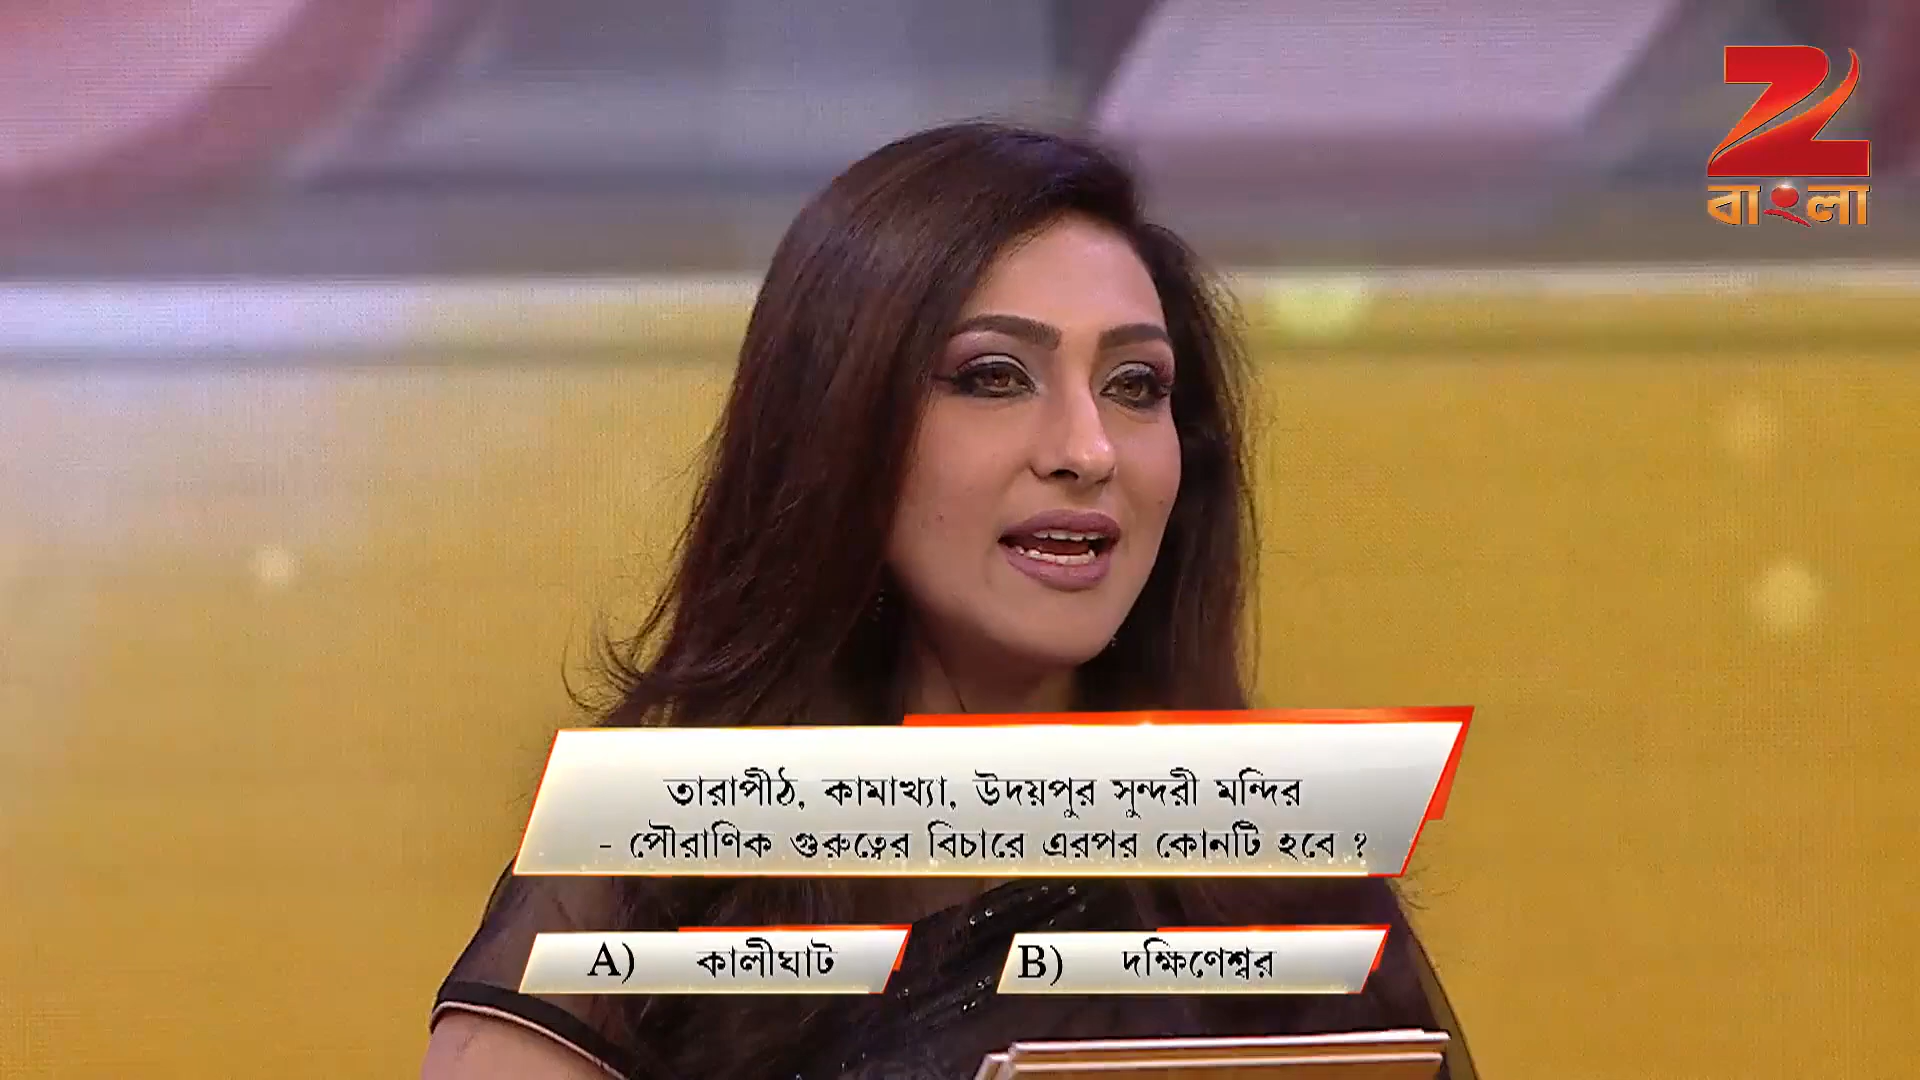 Z
বাংলা
তারাপীঠ, কামাখ্যা, উদয়পুর সুন্দরী মন্দির
- পৌরাণিক গুরুত্বের বিচারে এরপর কোনটি হবে ?
A) কালীঘাট
B) দক্ষিণেশ্বর